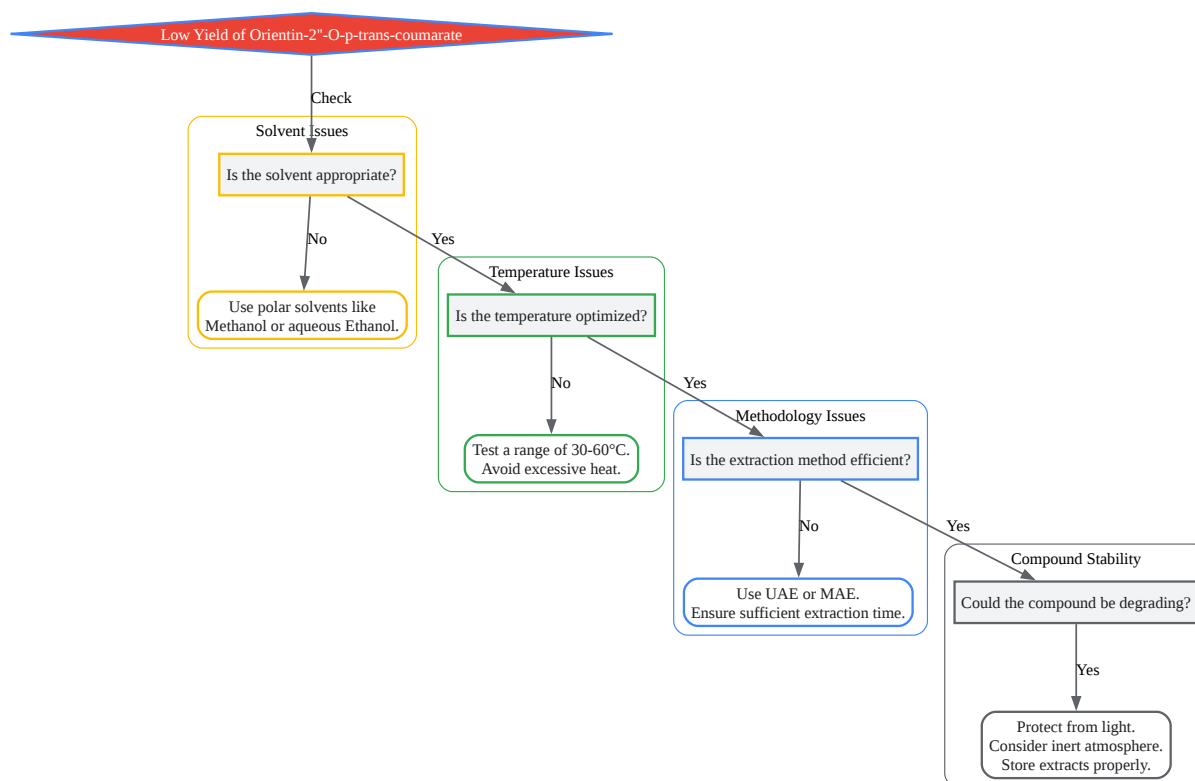 Low Yield of Orientin-2"-O-p-trans-coumarate
Check
Solvent Issues
Is the solvent appropriate?
No
Yes
Use polar solvents like
Methanol or aqueous Ethanol.
Temperature Issues
Is the temperature optimized?
No
Yes
Test a range of 30-60°C.
Avoid excessive heat.
Methodology Issues
Is the extraction method efficient?
No
Yes
Use UAE or MAE.
Ensure sufficient extraction time.
Compound Stability
Could the compound be degrading?
Yes
Protect from light.
Consider inert atmosphere.
Store extracts properly.